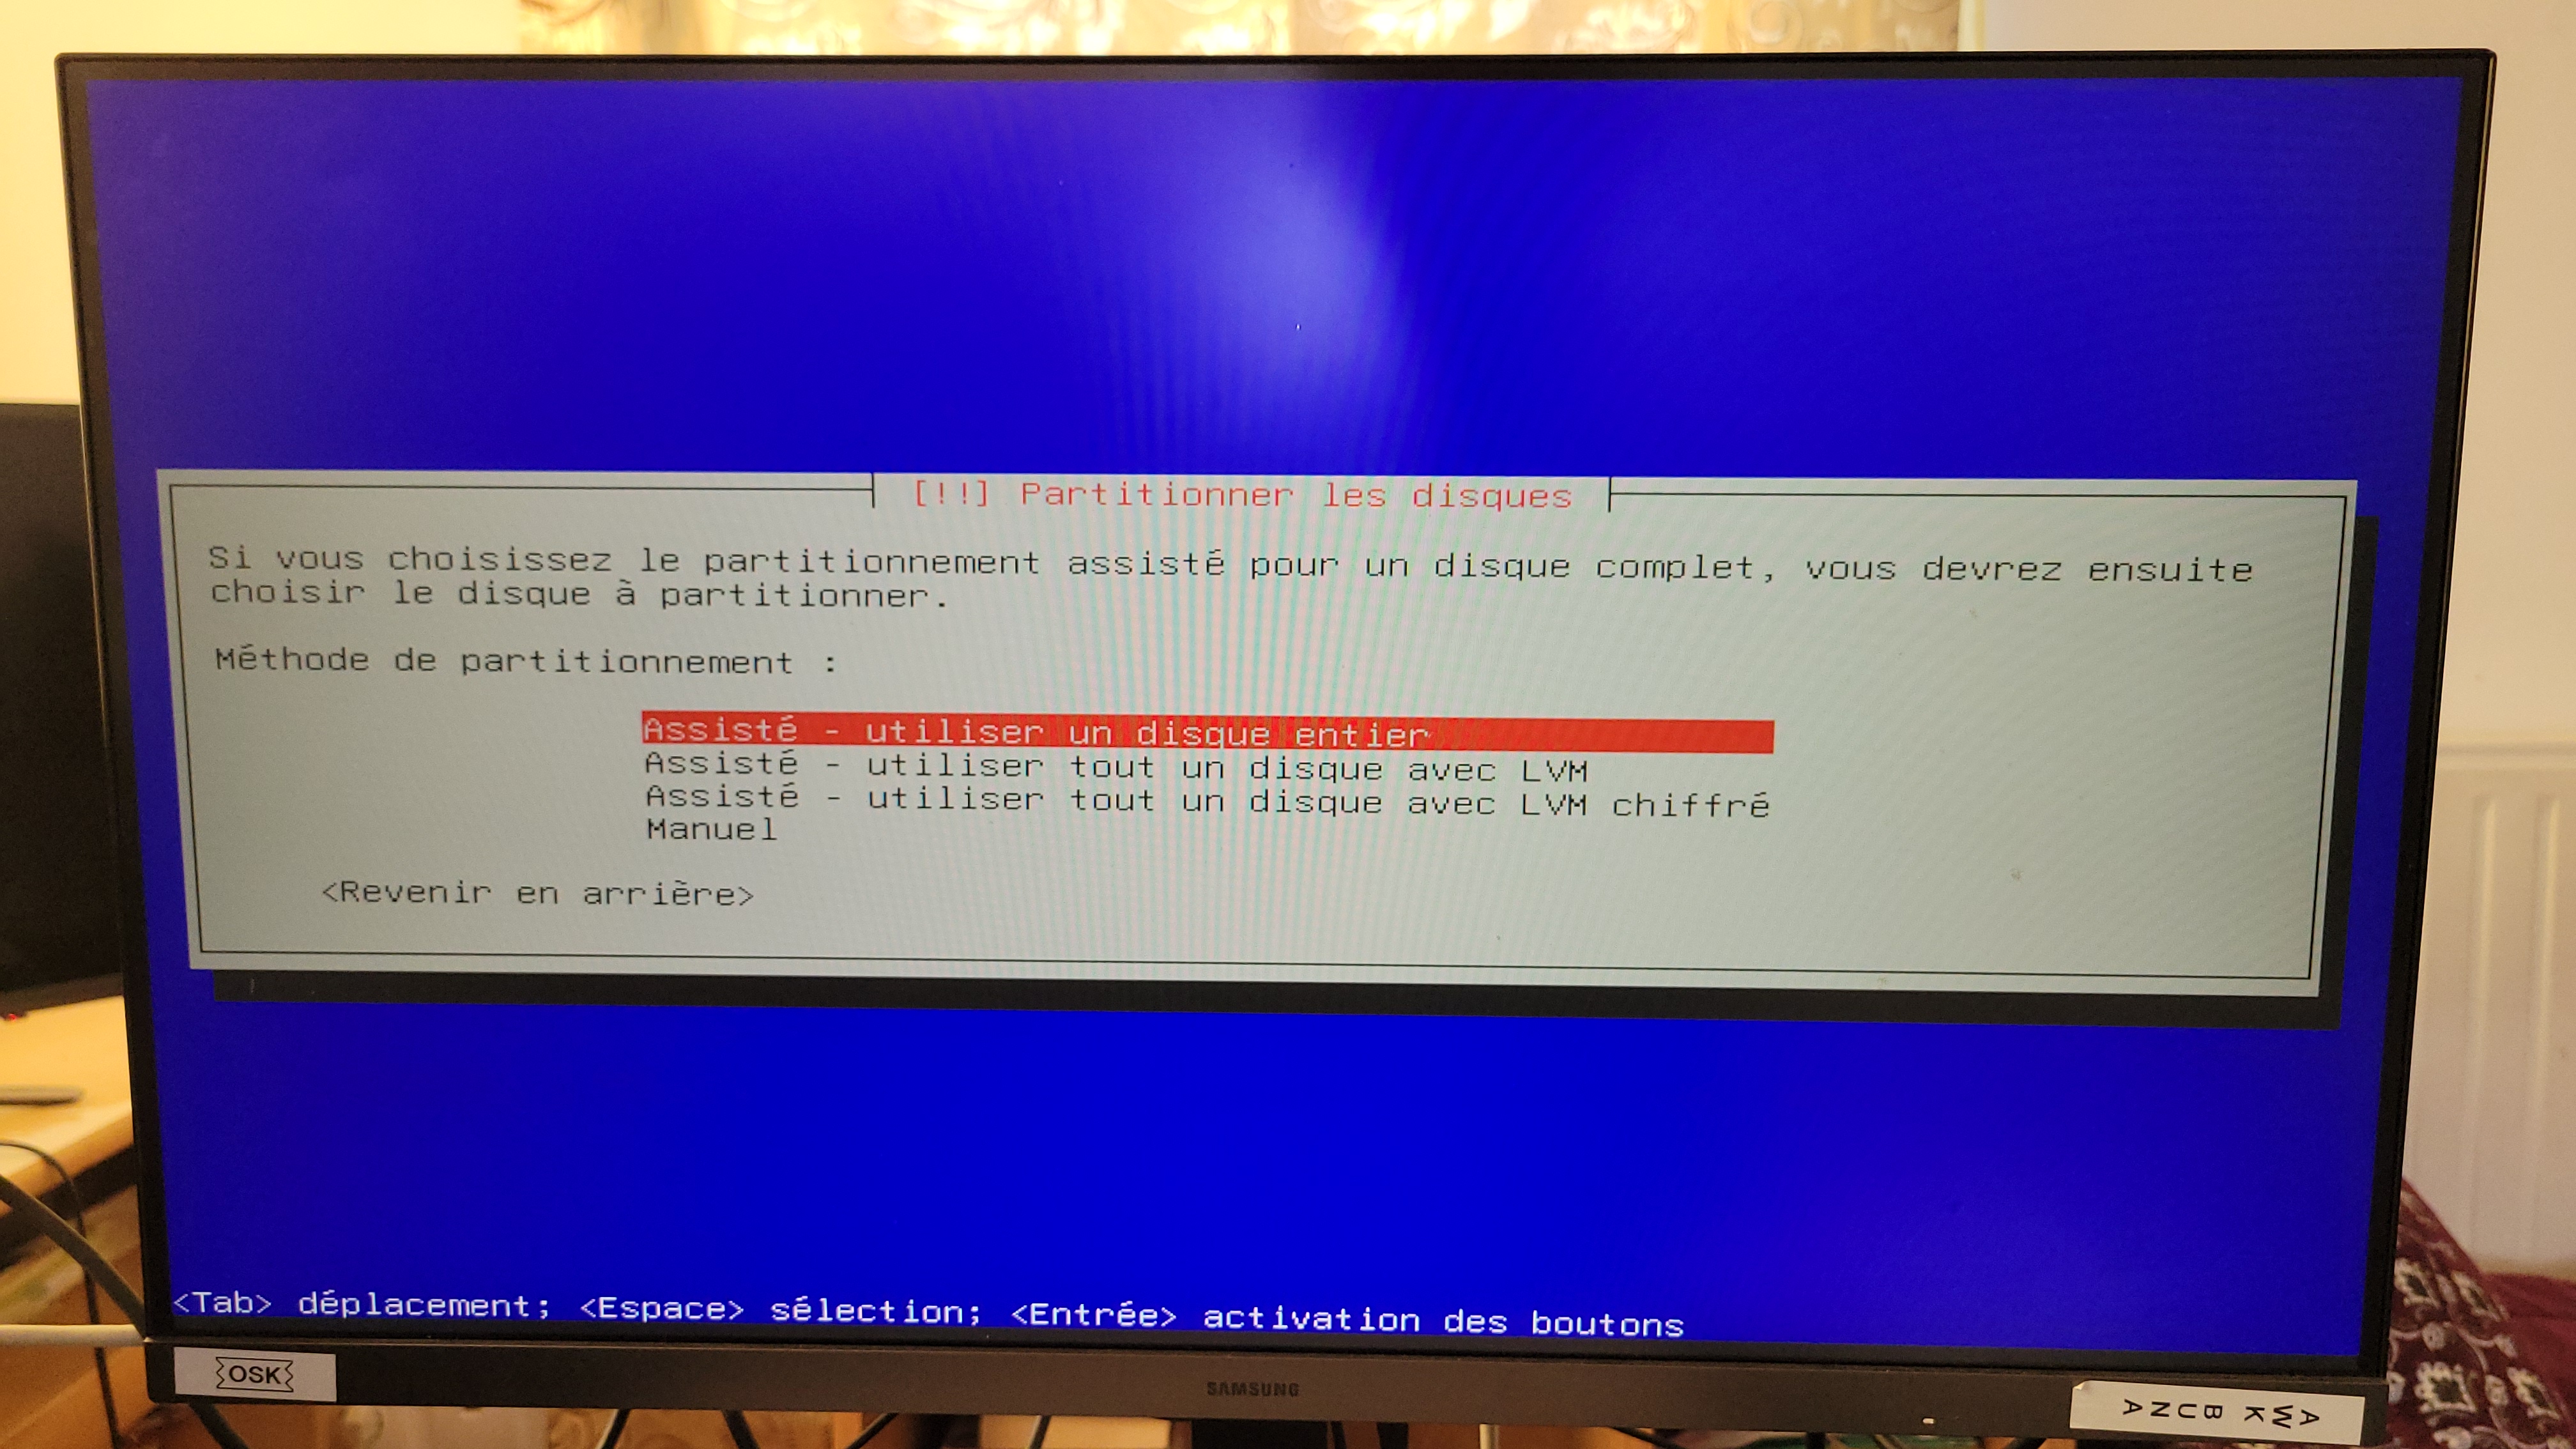 [!!] Partitionner les disques
Si vous choisissez le partitionnement assisté pour un disque complet, vous devrez ensuite
choisir le disque à partitionner.
Méthode de partitionnement :
Assisté - utiliser un disque entier
Assisté - utiliser tout un disque avec LVM
Assisté - utiliser tout un disque avec LVM chiffré
Manuel
<Revenir en arrière>
<Tab> déplacement; <Espace> sélection; <Entrée> activation des boutons
OSK
SAMSUNG
AWK BUNA